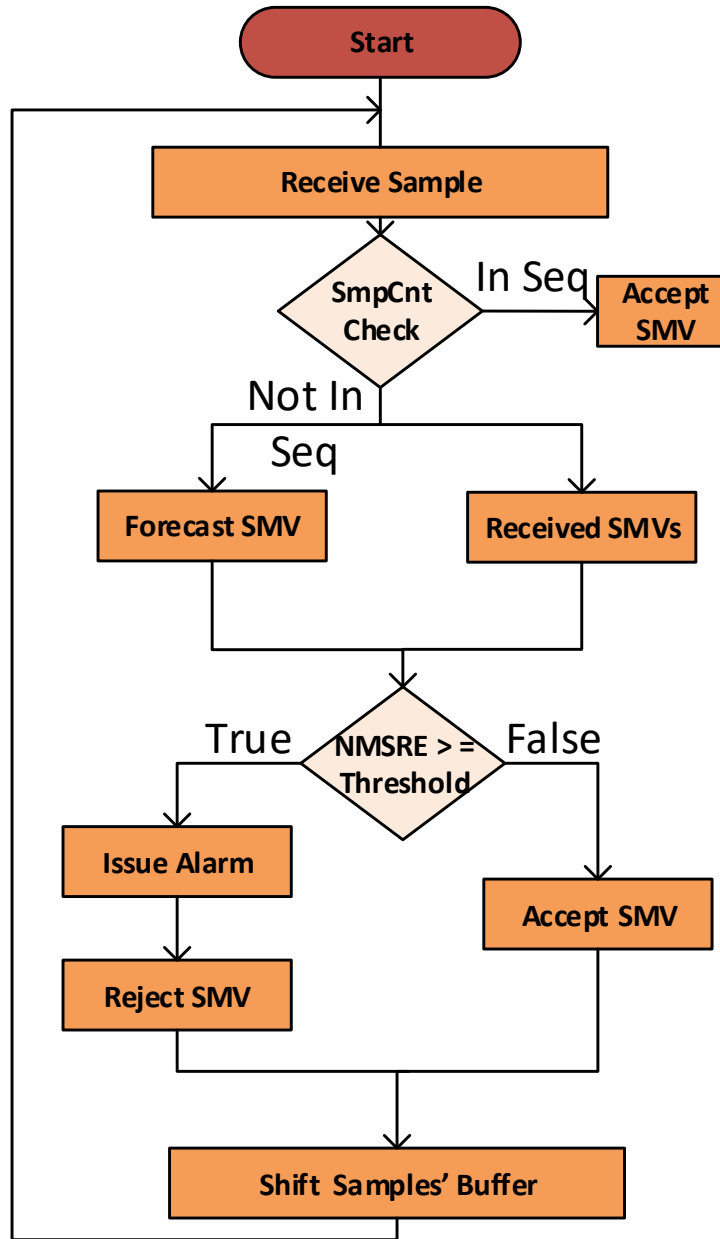 Start
Receive Sample
SmpCnt
Check
In Seq
Accept
SMV
Not In
Seq
Forecast SMV
Received SMVs
True
NMSRE > =
Threshold
False
Issue Alarm
Accept SMV
Reject SMV
Shift Samples’ Buffer